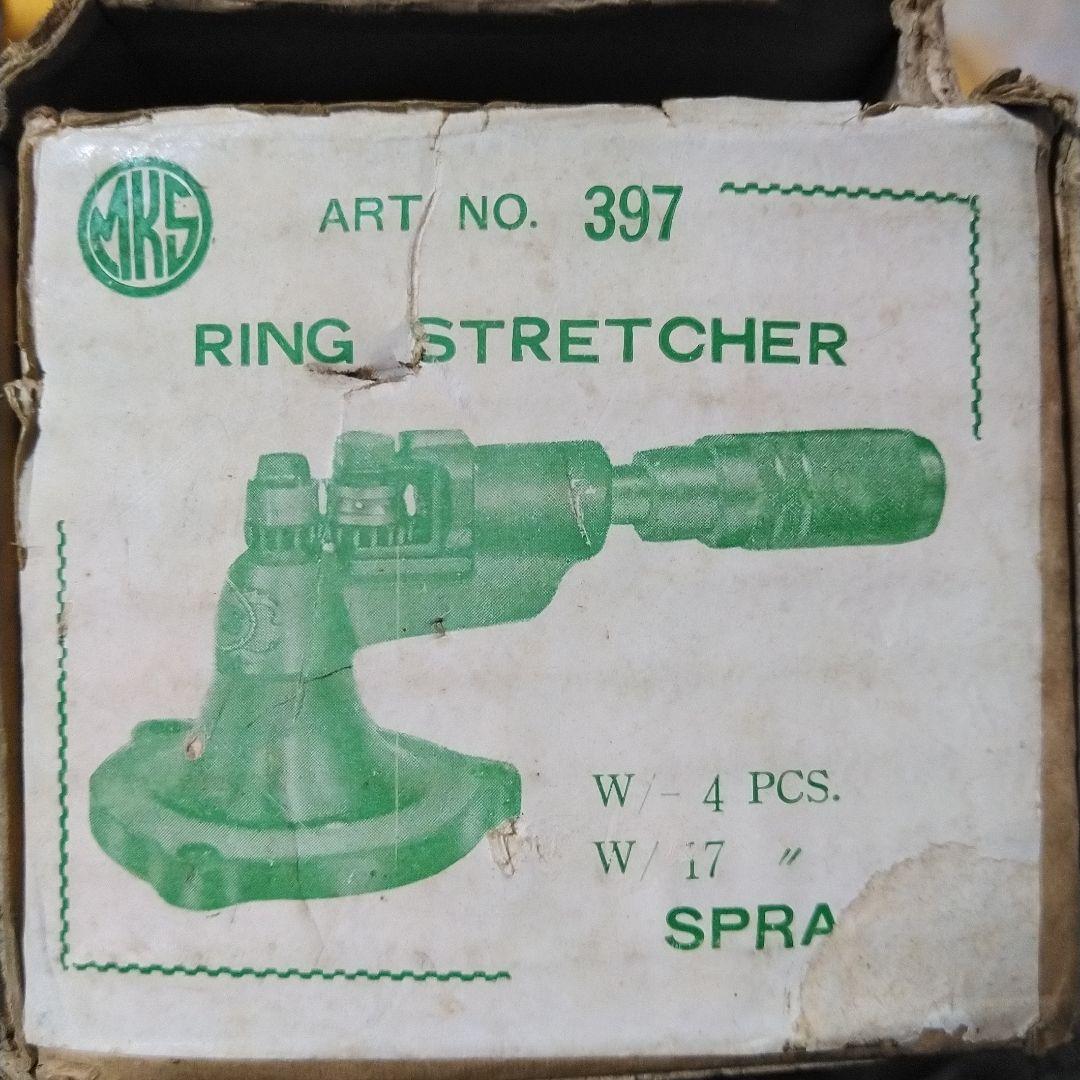 MKS
ART NO. 397
RING STRETCHER
W/- 4 PCS.
W/ 17 "
SPRA